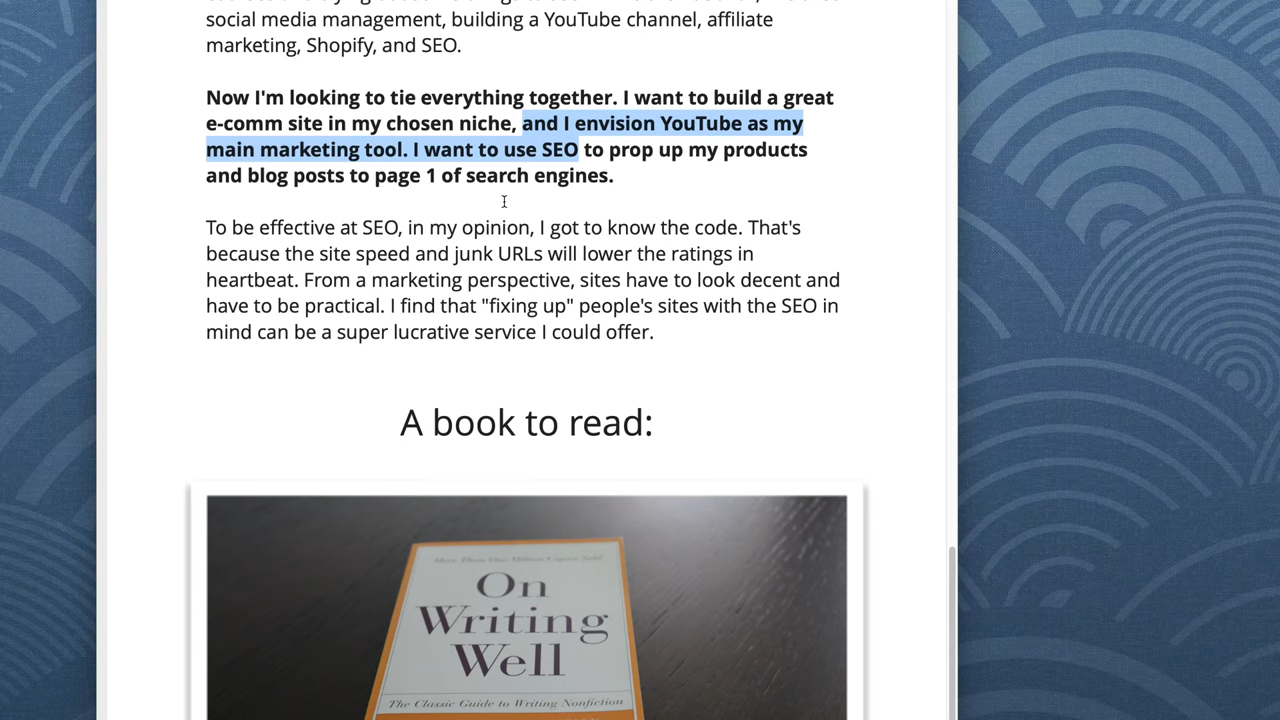 social media management, building a YouTube channel, affiliate
marketing, Shopify, and SEO.
Now I'm looking to tie everything together. I want to build a great
e-comm site in my chosen niche, and I envision YouTube as my
main marketing tool. I want to use SEO to prop up my products
and blog posts to page 1 of search engines.
To be effective at SEO, in my opinion, I got to know the code. That's
because the site speed and junk URLs will lower the ratings in
heartbeat. From a marketing perspective, sites have to look decent and
have to be practical. I find that "fixing up" people's sites with the SEO in
mind can be a super lucrative service I could offer.
A book to read:
More Than One Million Copies Sold
On
Writing
Well
The Classic Guide to Writing Nonfiction